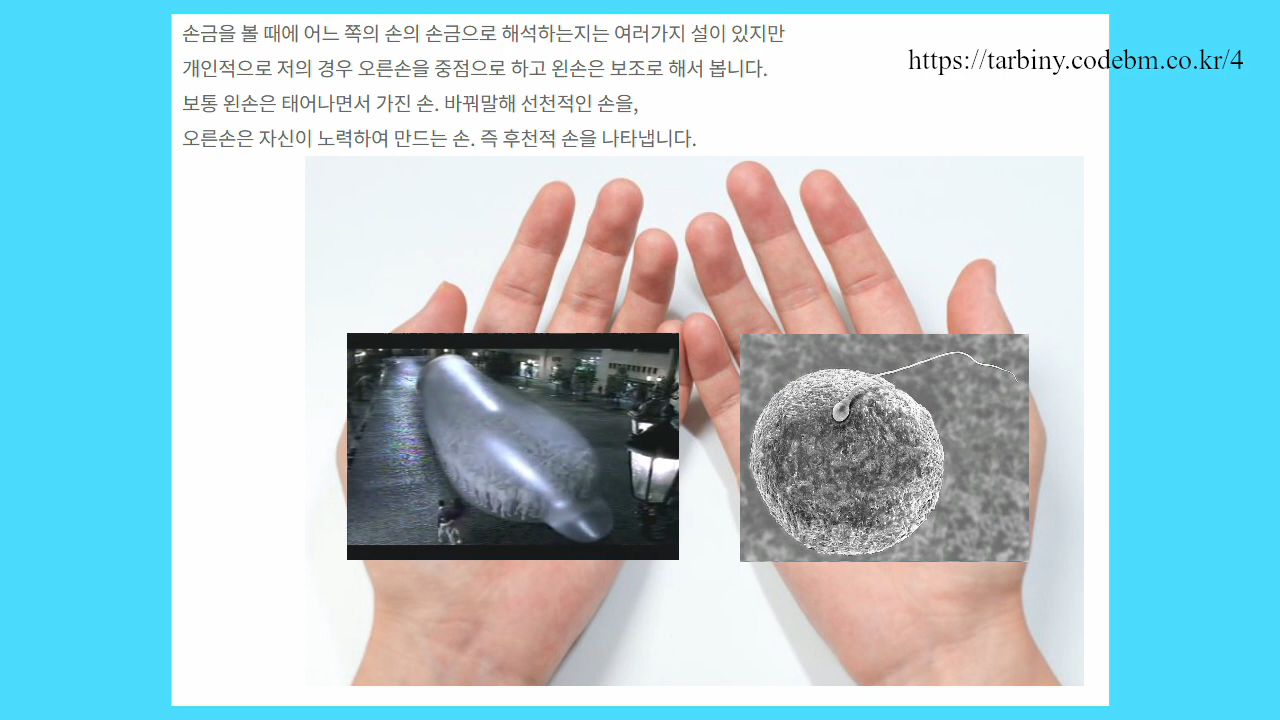 손금을 볼 때에 어느 쪽의 손의 손금으로 해석하는지는 여러가지 설이 있지만
개인적으로 저의 경우 오른손을 중점으로 하고 왼손은 보조로 해서 봅니다.
보통 왼손은 태어나면서 가진 손. 바꿔말해 선천적인 손을,
오른손은 자신이 노력하여 만드는 손. 즉 후천적 손을 나타냅니다.
https://tarbiny.codebm.co.kr/4